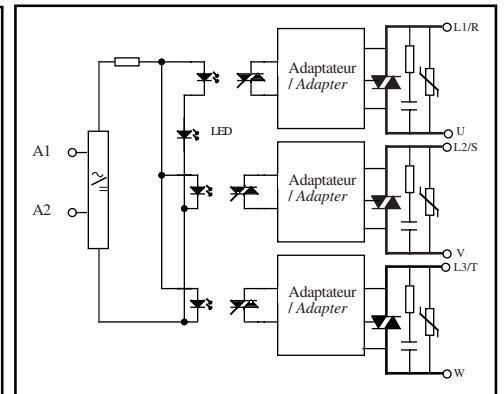 L1/R
Adaptateur
/ Adapter
LED
U
A1
L2/S
Adaptateur
/ Adapter
A2
V
L3/T
Adaptateur
/ Adapter
W